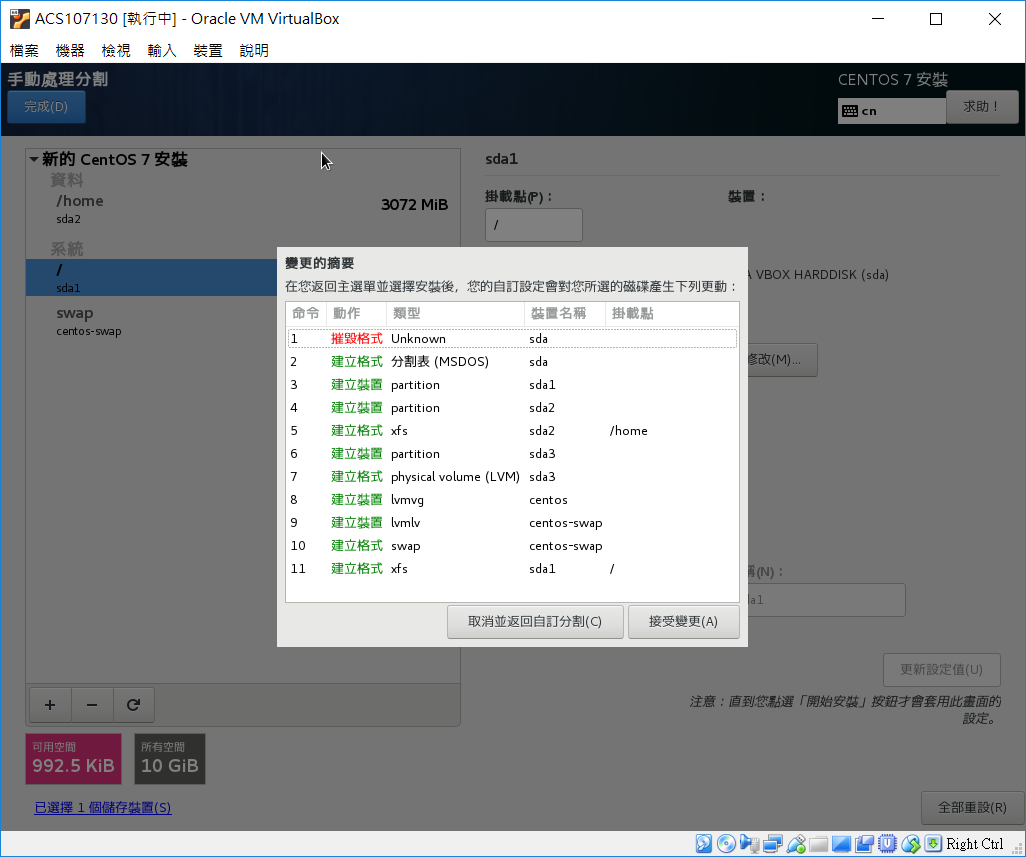 ACS107130 [執行中] - Oracle VM VirtualBox
檔案 機器 檢視 輸入 裝置 說明
手動處理分割
CENTOS 7 安裝
完成(D)
cn
求助！
新的 CentOS 7 安裝
資料
/home
3072 MiB
sda2
系統
/
sda1
swap
centos-swap
sda1
掛載點(P)：
裝置：
/
VBOX HARDDISK (sda)
修改(M)...
(N)：
更新設定值(U)
注意：直到您點選「開始安裝」按鈕才會套用此畫面的
設定。
變更的摘要
在您返回主選單並選擇安裝後，您的自訂設定會對您所選的磁碟產生下列更動：
命令 動作 類型 裝置名稱 掛載點
1 摧毀格式 Unknown sda
2 建立格式 分割表 (MSDOS) sda
3 建立裝置 partition sda1
4 建立裝置 partition sda2
5 建立格式 xfs sda2 /home
6 建立裝置 partition sda3
7 建立格式 physical volume (LVM) sda3
8 建立裝置 lvmvg centos
9 建立裝置 lvmlv centos-swap
10 建立格式 swap centos-swap
11 建立格式 xfs sda1 /
取消並返回自訂分割(C)
接受變更(A)
可用空間
992.5 KiB
所有空間
10 GiB
已選擇 1 個儲存裝置(S)
全部重設(R)
Right Ctrl